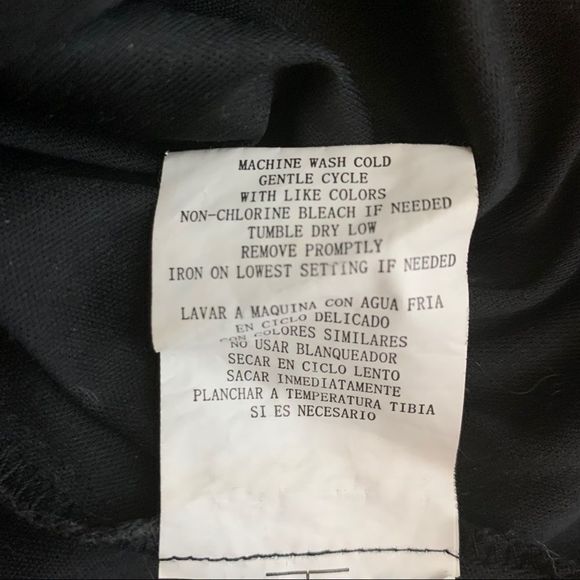 MACHINE WASH COLD
GENTLE CYCLE
WITH LIKE COLORS
NON-CHLORINE BLEACH IF NEEDED
TUMBLE DRY LOW
REMOVE PROMPTLY
IRON ON LOWEST SETTING IF NEEDED
LAVAR A MAQUINA CON AGUA FRIA
EN CICLO DELICADO
CON COLORES SIMILARES
NO USAR BLANQUEADOR
SECAR EN CICLO LENTO
SACAR INMEDIATAMENTE
PLANCHAR A TEMPERATURA TIBIA
SI ES NECESARIO